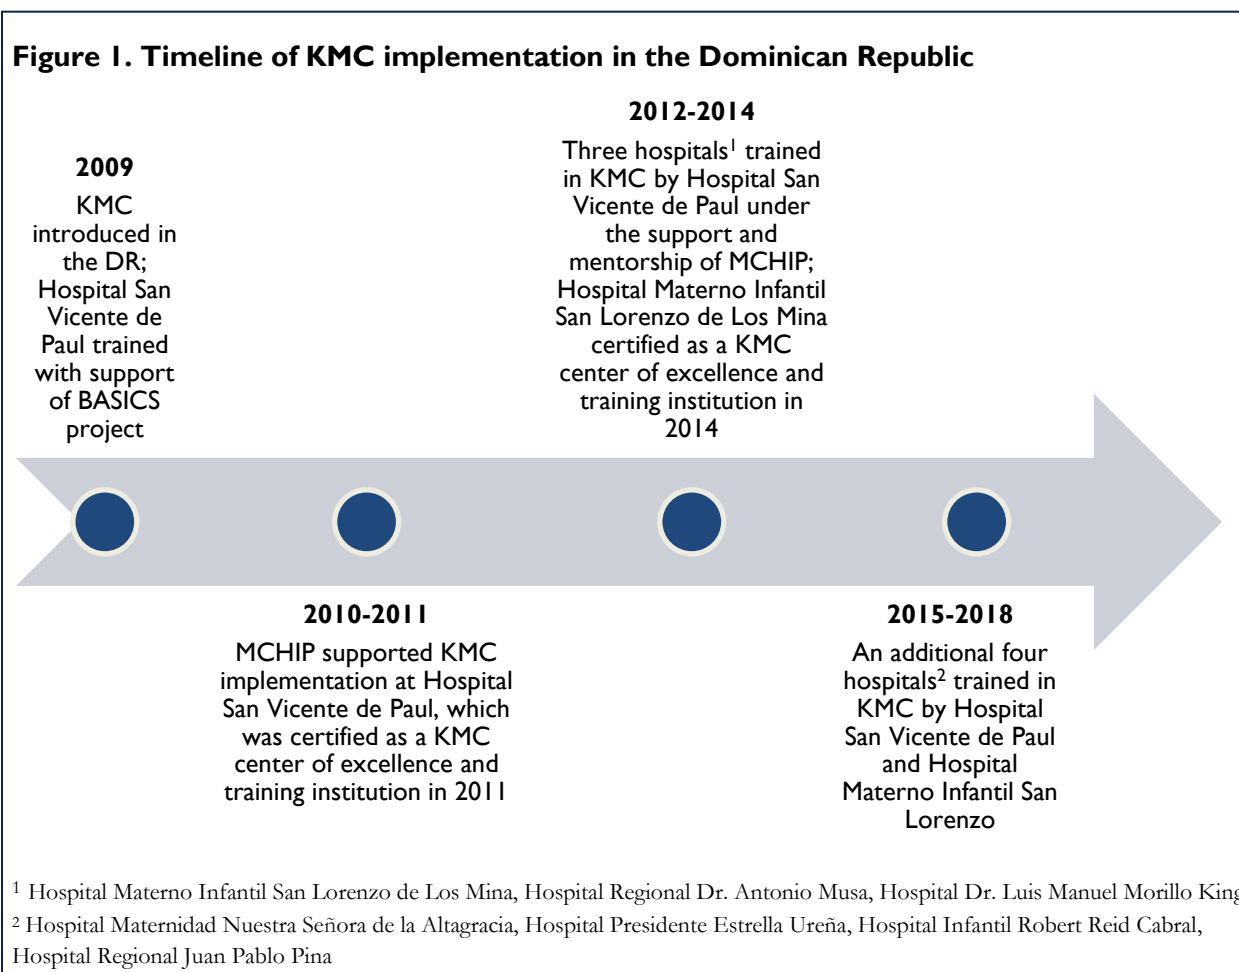 Figure 1. Timeline of KMC implementation in the Dominican Republic
2009
KMC
introduced in
the DR;
Hospital San
Vicente de
Paul trained
with support
of BASICS
project
2010-2011
MCHIP supported KMC
implementation at Hospital
San Vicente de Paul, which
was certified as a KMC
center of excellence and
training institution in 2011
2012-2014
Three hospitals¹ trained
in KMC by Hospital San
Vicente de Paul under
the support and
mentorship of MCHIP;
Hospital Materno Infantil
San Lorenzo de Los Mina
certified as a KMC
center of excellence and
training institution in
2014
2015-2018
An additional four
hospitals² trained in
KMC by Hospital
San Vicente de Paul
and Hospital
Materno Infantil San
Lorenzo
¹ Hospital Materno Infantil San Lorenzo de Los Mina, Hospital Regional Dr. Antonio Musa, Hospital Dr. Luis Manuel Morillo King
² Hospital Maternidad Nuestra Señora de la Altagracia, Hospital Presidente Estrella Ureña, Hospital Infantil Robert Reid Cabral,
Hospital Regional Juan Pablo Pina